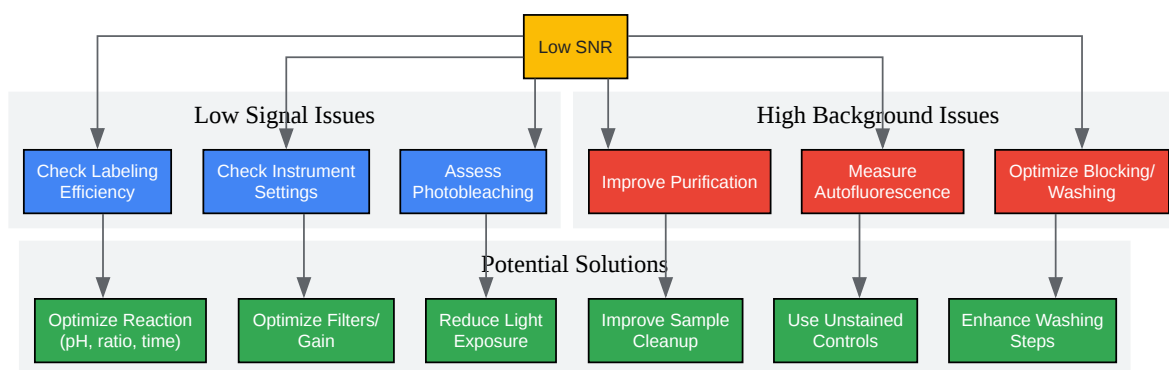 Low SNR
Low Signal Issues
High Background Issues
Check Labeling
Efficiency
Check Instrument
Settings
Assess
Photobleaching
Improve Purification
Measure
Autofluorescence
Optimize Blocking/
Washing
Potential Solutions
Optimize Reaction
(pH, ratio, time)
Optimize Filters/
Gain
Reduce Light
Exposure
Improve Sample
Cleanup
Use Unstained
Controls
Enhance Washing
Steps